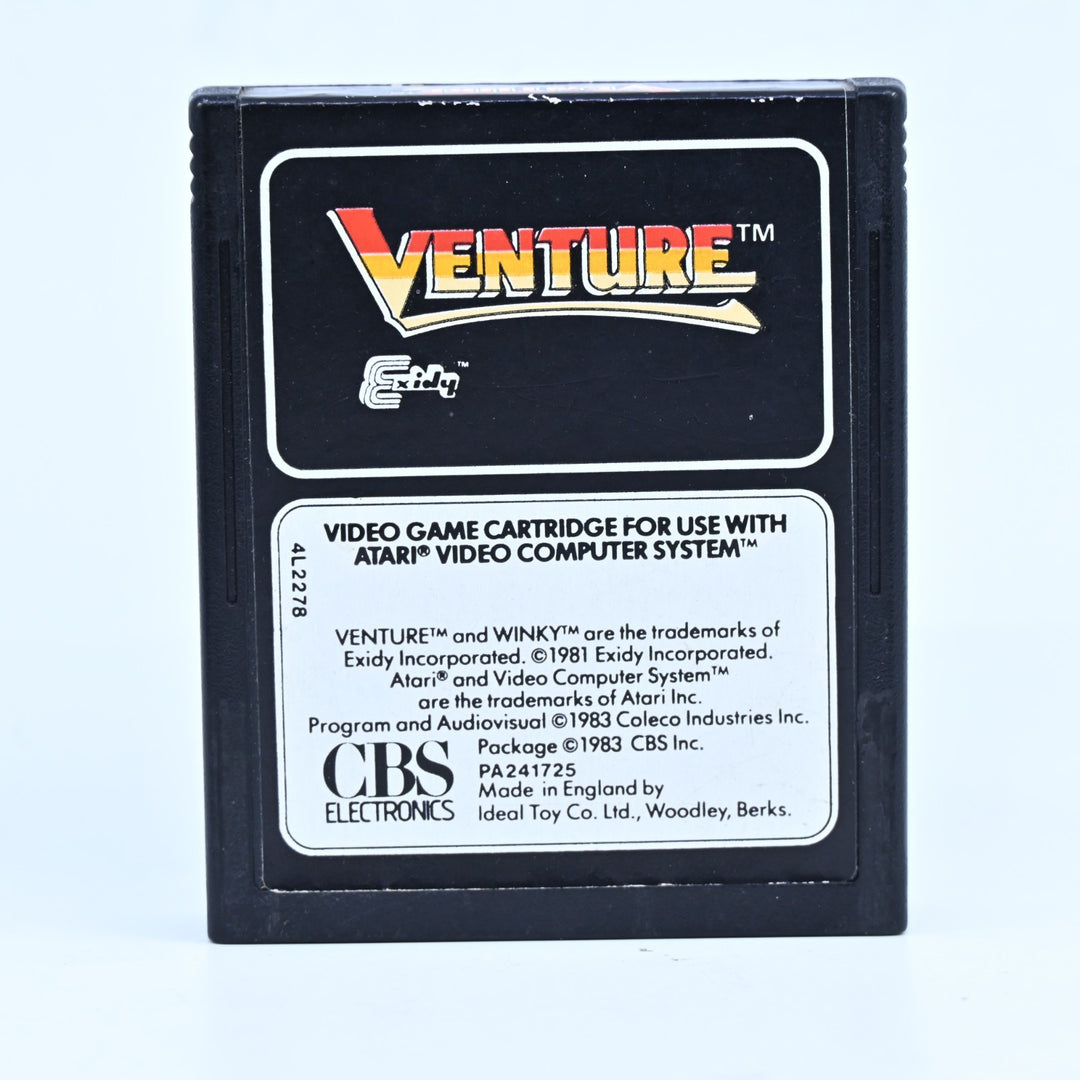 VENTURE™
Exidy™
VIDEO GAME CARTRIDGE FOR USE WITH
ATARI® VIDEO COMPUTER SYSTEM™
4L2278
VENTURE™ and WINKY™ are the trademarks of
Exidy Incorporated. ©1981 Exidy Incorporated.
Atari® and Video Computer System™
are the trademarks of Atari Inc.
Program and Audiovisual ©1983 Coleco Industries Inc.
CBS
ELECTRONICS
Package ©1983 CBS Inc.
PA241725
Made in England by
Ideal Toy Co. Ltd., Woodley, Berks.